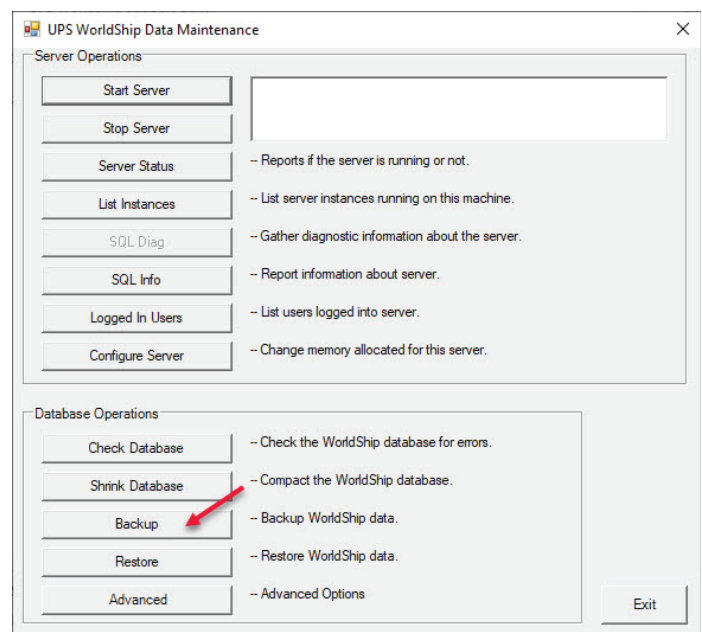 UPS WorldShip Data Maintenance
Server Operations
Start Server
Stop Server
Server Status -- Reports if the server is running or not.
List Instances -- List server instances running on this machine.
SQL Diag -- Gather diagnostic information about the server.
SQL Info -- Report information about server.
Logged In Users -- List users logged into server.
Configure Server -- Change memory allocated for this server.
Database Operations
Check Database -- Check the WorldShip database for errors.
Shrink Database -- Compact the WorldShip database.
Backup -- Backup WorldShip data.
Restore -- Restore WorldShip data.
Advanced -- Advanced Options
Exit